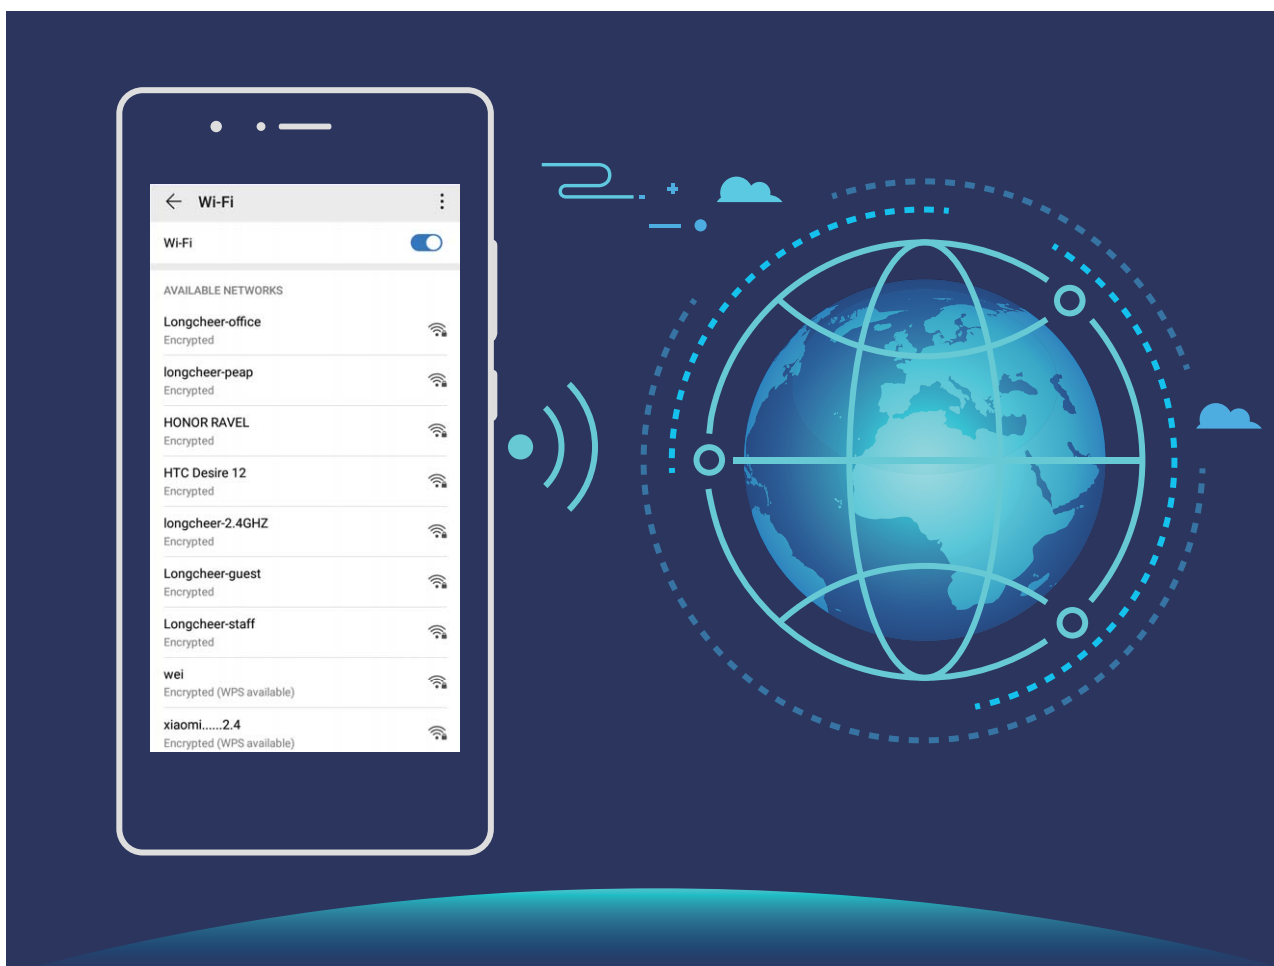 Wi-Fi
Wi-Fi
AVAILABLE NETWORKS
Longcheer-office
Encrypted
longcheer-peap
Encrypted
HONOR RAVEL
Encrypted
HTC Desire 12
Encrypted
longcheer-2.4GHZ
Encrypted
Longcheer-guest
Encrypted
Longcheer-staff
Encrypted
wei
Encrypted (WPS available)
xiaomi......2.4
Encrypted (WPS available)